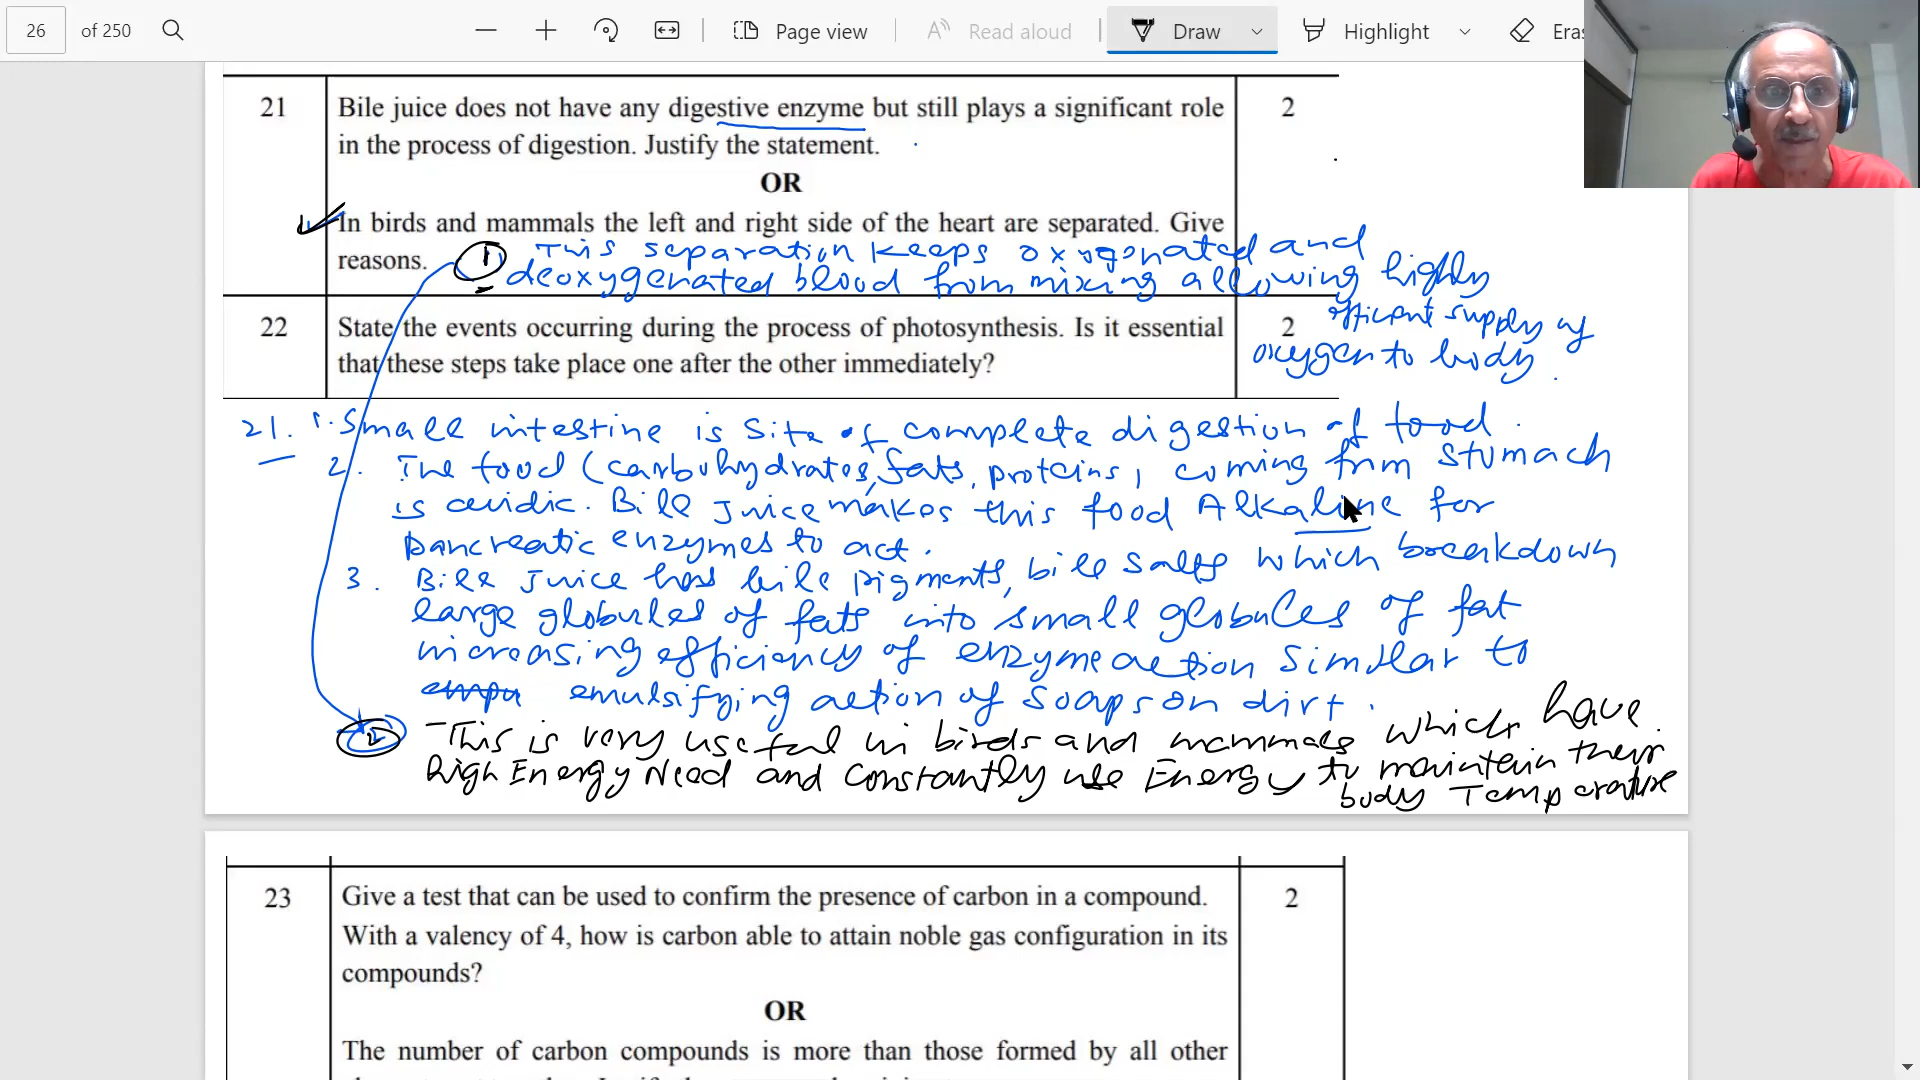 26 of 250 Page view Read aloud Draw Highlight Eras
21 Bile juice does not have any digestive enzyme but still plays a significant role 2
in the process of digestion. Justify the statement.
OR
In birds and mammals the left and right side of the heart are separated. Give
reasons.
1 This separation keeps oxygenated and
deoxygenated blood from mixing allowing highly
efficient supply of
oxygen to body.
22 State the events occurring during the process of photosynthesis. Is it essential 2
that these steps take place one after the other immediately?
21. 1. Small intestine is site of complete digestion of food.
2. The food (carbohydrates, fats, proteins) coming from stomach
is acidic. Bile Juice makes this food Alkaline for
pancreatic enzymes to act.
3. Bile Juice has bile pigments, bile salts which breakdown
large globules of fats into small globules of fat
increasing efficiency of enzyme action similar to
emulsifying action of soaps on dirt.
2 - This is very useful in birds and mammals which have
High Energy Need and constantly use Energy to maintain their
body Temperature
23 Give a test that can be used to confirm the presence of carbon in a compound. 2
With a valency of 4, how is carbon able to attain noble gas configuration in its
compounds?
OR
The number of carbon compounds is more than those formed by all other